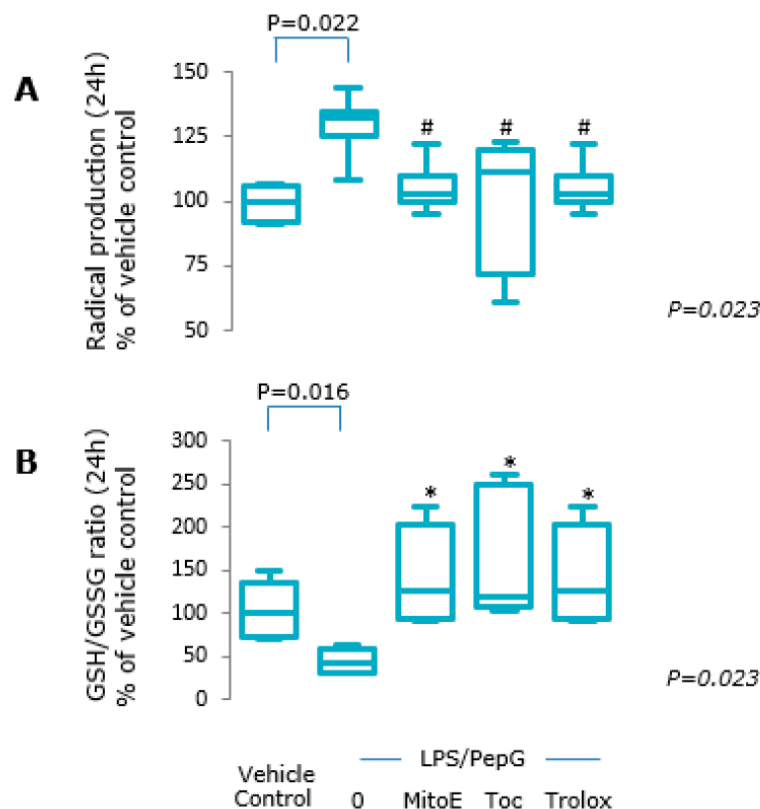 P=0.022
A
Radical production (24h)
% of vehicle control
150
125
100
75
50
# # #
P=0.023
P=0.016
B
GSH/GSSG ratio (24h)
% of vehicle control
300
250
200
150
100
50
0
* * *
P=0.023
LPS/PepG
Vehicle
Control 0 MitoE Toc Trolox